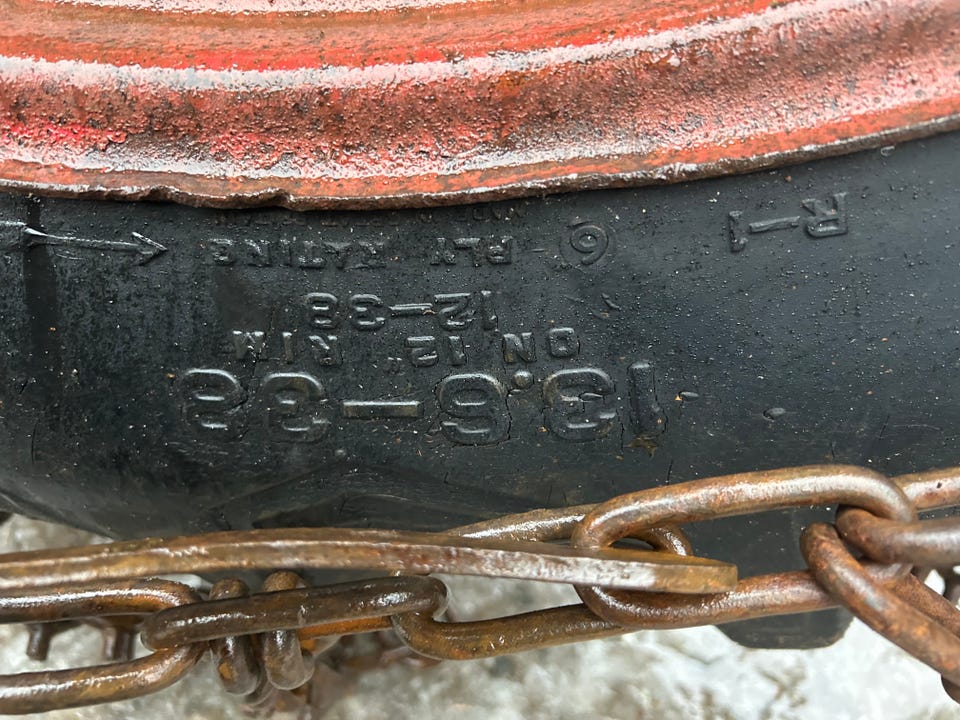 13.6-38
ON 12" RIM
12-38
R-1
6 PLY RATING